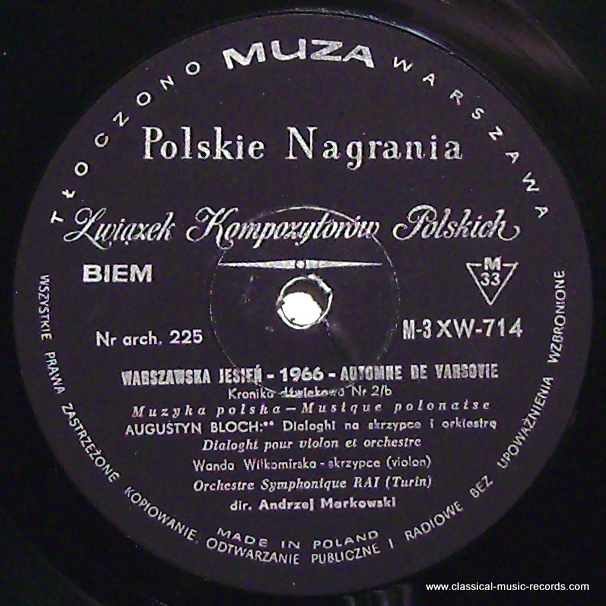 TŁOCZONO MUZA WARSZAWA
Polskie Nagrania
Związek Kompozytorów Polskich
BIEM
M
33
Nr arch. 225
M-3 XW-714
WARSZAWSKA JESIEŃ - 1966 - AUTOMNE DE VARSOVIE
Kronika dźwiękowa Nr 2/b
Muzyka polska — Musique polonaise
AUGUSTYN BLOCH:** Dialoghi na skrzypce i orkiestrę
Dialoghi pour violon et orchestre
Wanda Wiłkomirska - skrzypce (violon)
Orchestre Symphonique RAI (Turin)
dir. Andrzej Markowski
MADE IN POLAND
WSZYSTKIE PRAWA ZASTRZEŻONE KOPIOWANIE, ODTWARZANIE PUBLICZNE I RADIOWE BEZ UPOWAŻNIENIA WZBRONIONE
www.classical-music-records.com